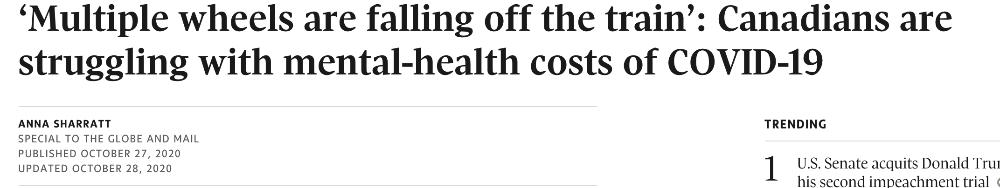 ‘Multiple wheels are falling off the train’: Canadians are
struggling with mental-health costs of COVID-19
ANNA SHARRATT
SPECIAL TO THE GLOBE AND MAIL
PUBLISHED OCTOBER 27, 2020
UPDATED OCTOBER 28, 2020
TRENDING
1
U.S. Senate acquits Donald
his second impeachment trial